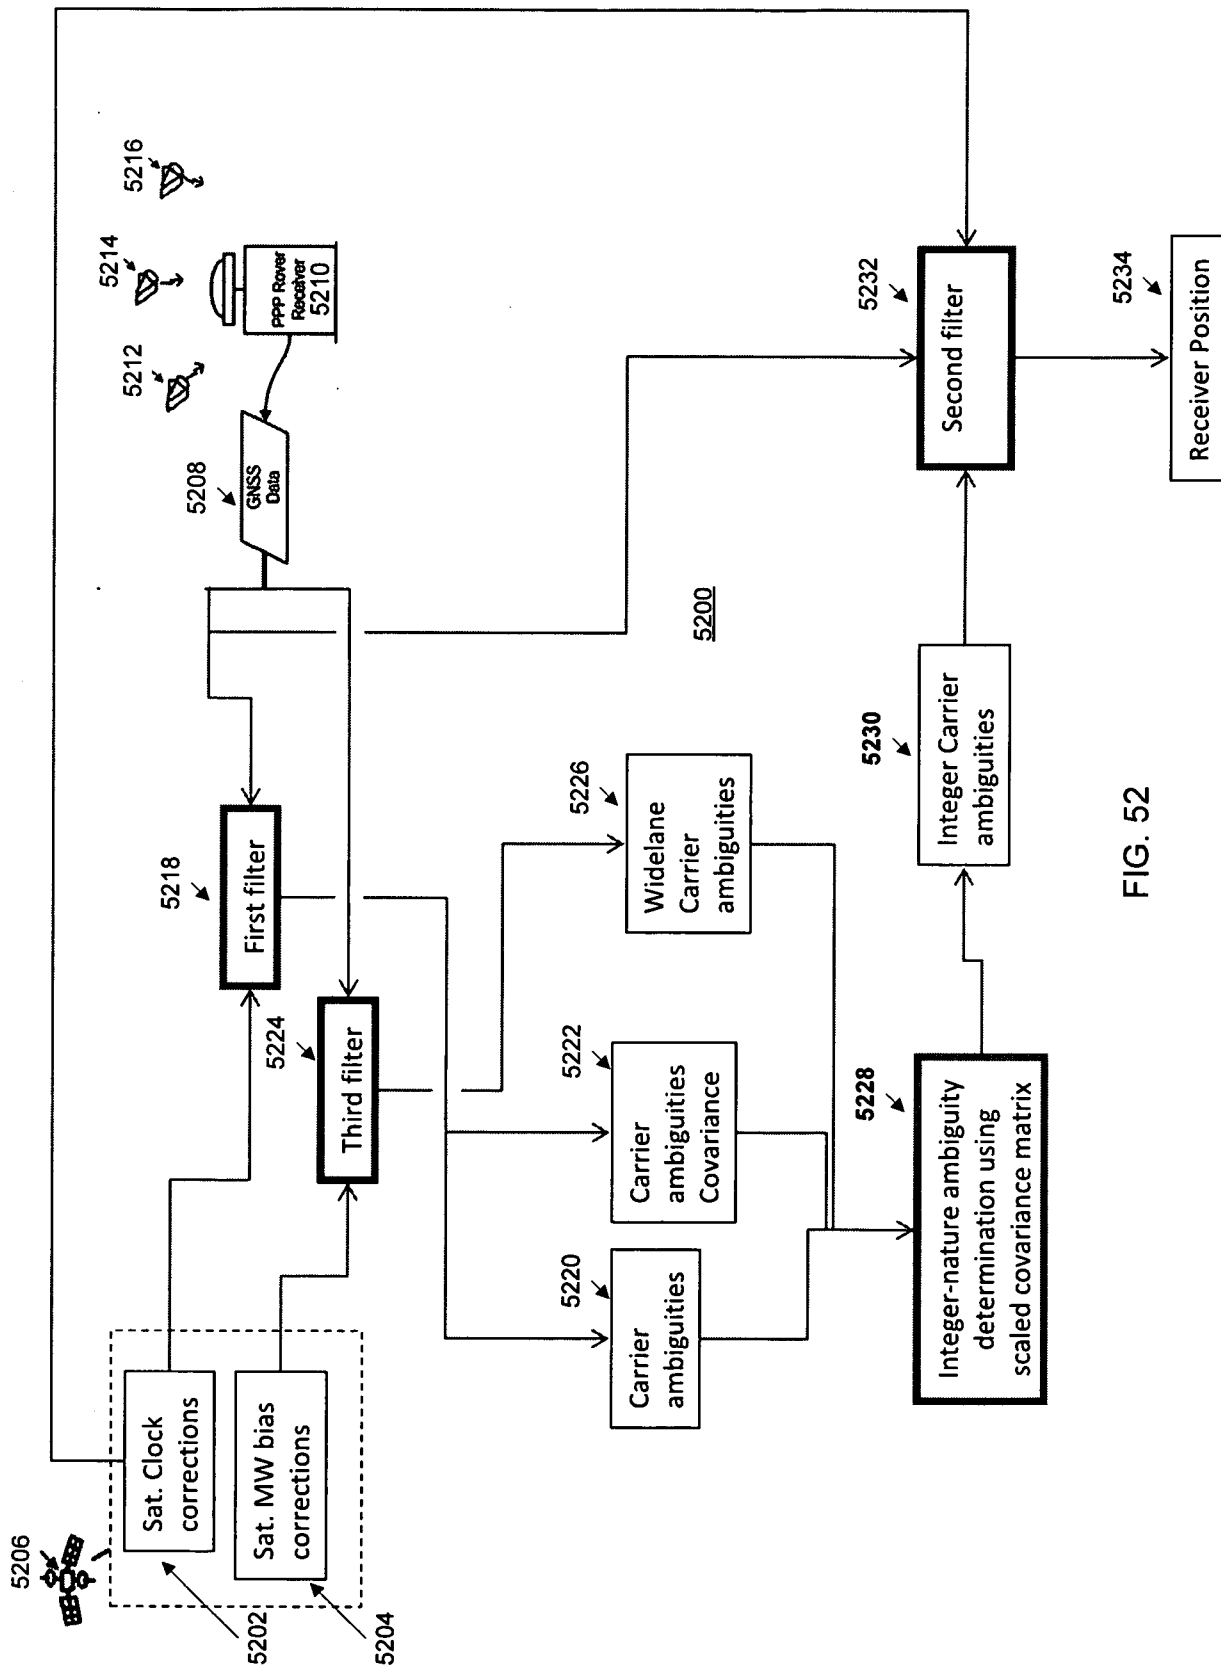 5206
Sat. Clock
corrections
5202
Sat. MW bias
corrections
5204
5212
5214
5216
PPP Rover
Receiver
5210
5208
GNSS
Data
5218
First filter
5224
Third filter
5200
5220
Carrier
ambiguities
5222
Carrier
ambiguities
Covariance
5226
Widelane
Carrier
ambiguities
5228
Integer-nature ambiguity
determination using
scaled covariance matrix
5230
Integer Carrier
ambiguities
5232
Second filter
5234
Receiver Position
FIG. 52